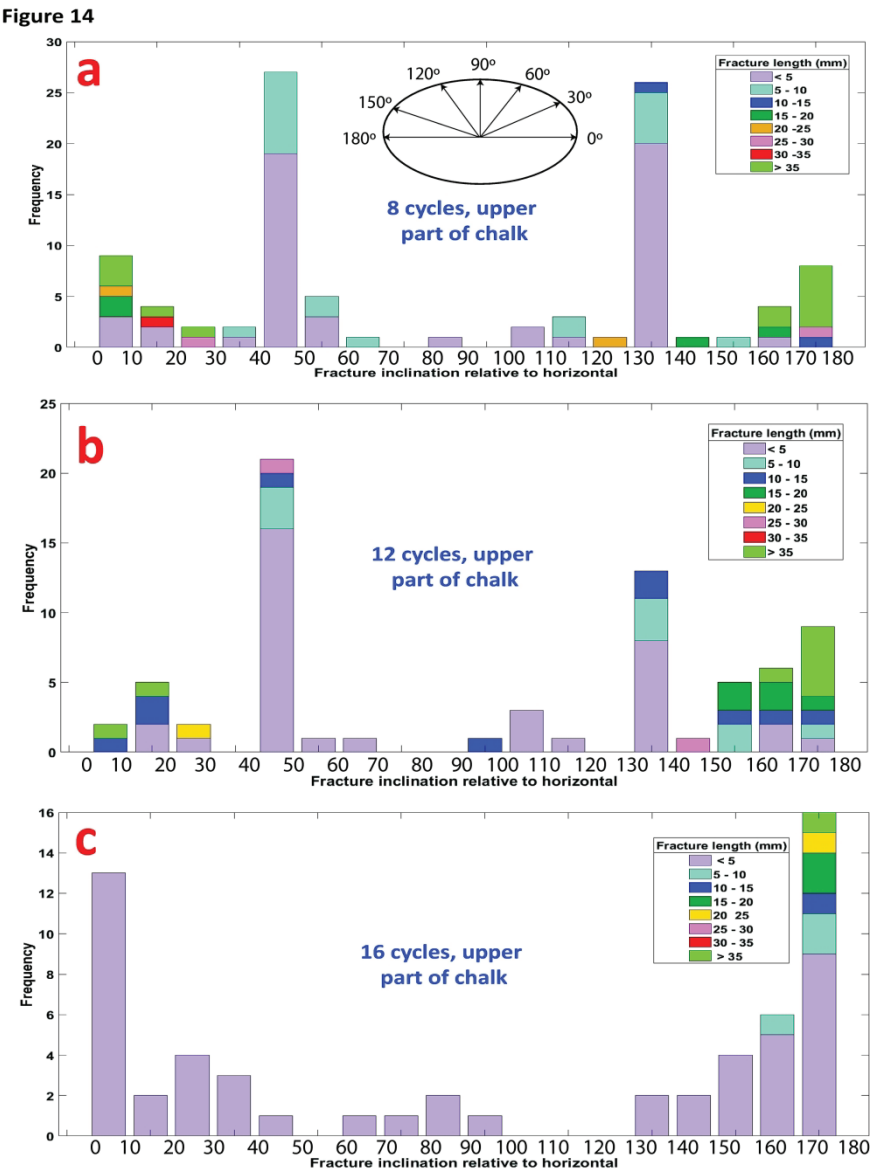 Figure 14
a
30
25
20
15
10
5
0
Frequency
90º
120º
60º
150º
30º
180º
0º
8 cycles, upper
part of chalk
Fracture length (mm)
< 5
5 - 10
10 -15
15 - 20
20 -25
25 - 30
30 -35
> 35
0 10 20 30 40 50 60 70 80 90 100 110 120 130 140 150 160 170 180
Fracture inclination relative to horizontal
b
25
20
15
10
5
0
Frequency
12 cycles, upper
part of chalk
Fracture length (mm)
< 5
5 - 10
10 - 15
15 - 20
20 - 25
25 - 30
30 - 35
> 35
0 10 20 30 40 50 60 70 80 90 100 110 120 130 140 150 160 170 180
Fracture inclination relative to horizontal
c
16
14
12
10
8
6
4
2
0
Frequency
16 cycles, upper
part of chalk
Fracture length (mm)
< 5
5 - 10
10 - 15
15 - 20
20 25
25 - 30
30 - 35
> 35
0 10 20 30 40 50 60 70 80 90 100 110 120 130 140 150 160 170 180
Fracture inclination relative to horizontal